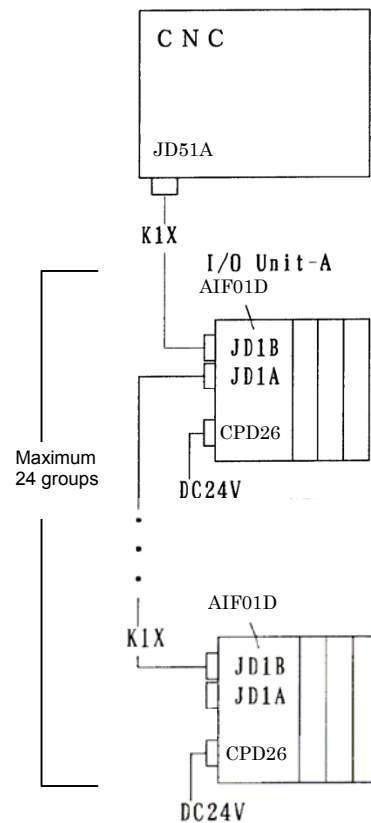 CNC
JD51A
K1X
I/O Unit-A
AIF01D
JD1B
JD1A
CPD26
DC24V
Maximum
24 groups
AIF01D
K1X
JD1B
JD1A
CPD26
DC24V